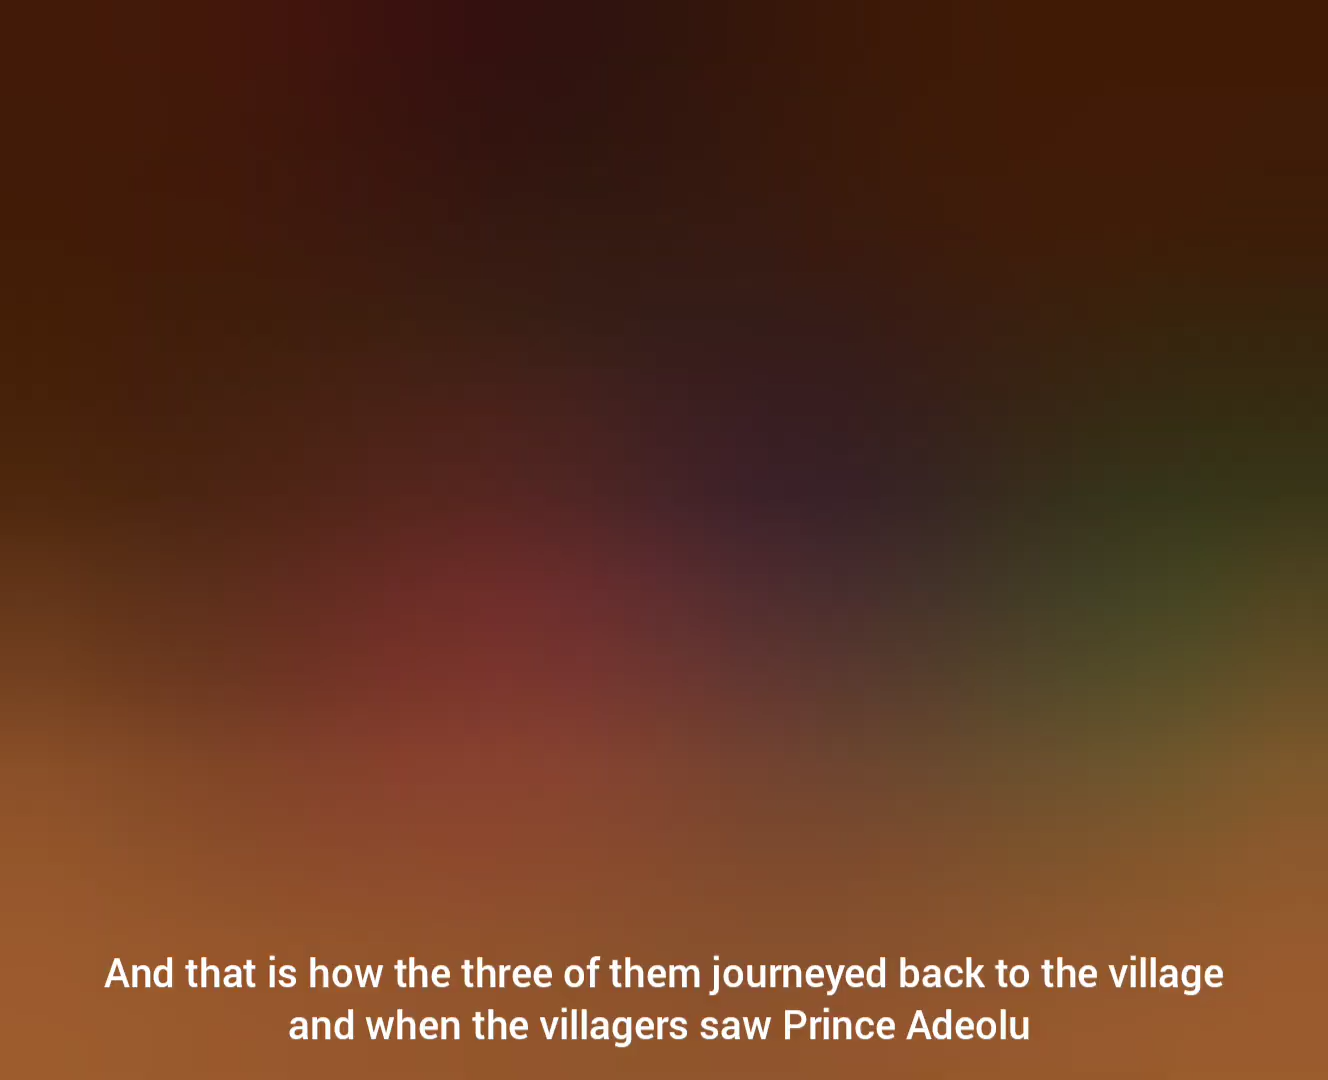 And that is how the three of them journeyed back to the village
and when the villagers saw Prince Adeolu